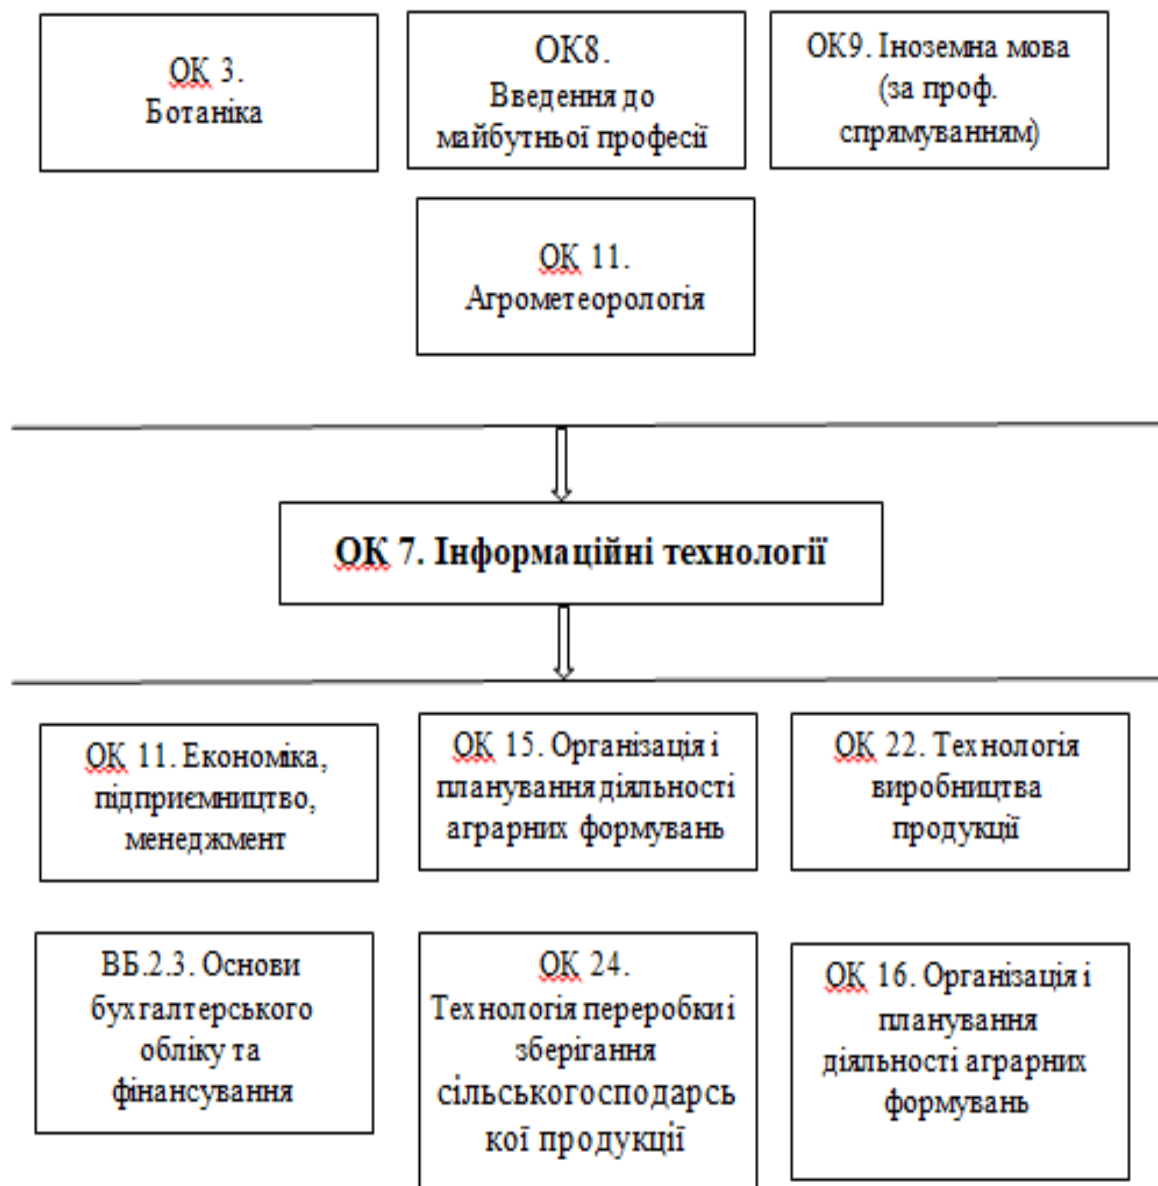 ОК 3.
Ботаніка
ОК8.
Введення до
майбутньої професії
ОК9. Іноземна мова
(за проф.
спрямуванням)
ОК 11.
Агрометеорологія
ОК 7. Інформаційні технології
ОК 11. Економіка,
підприємництво,
менеджмент
ОК 15. Організація і
планування діяльності
аграрних формувань
ОК 22. Технологія
виробництва
продукції
ВБ.2.3. Основи
бухгалтерського
обліку та
фінансування
ОК 24.
Технологія переробки і
зберігання
сільськогосподарсь
кої продукції
ОК 16. Організація і
планування
діяльності аграрних
формувань